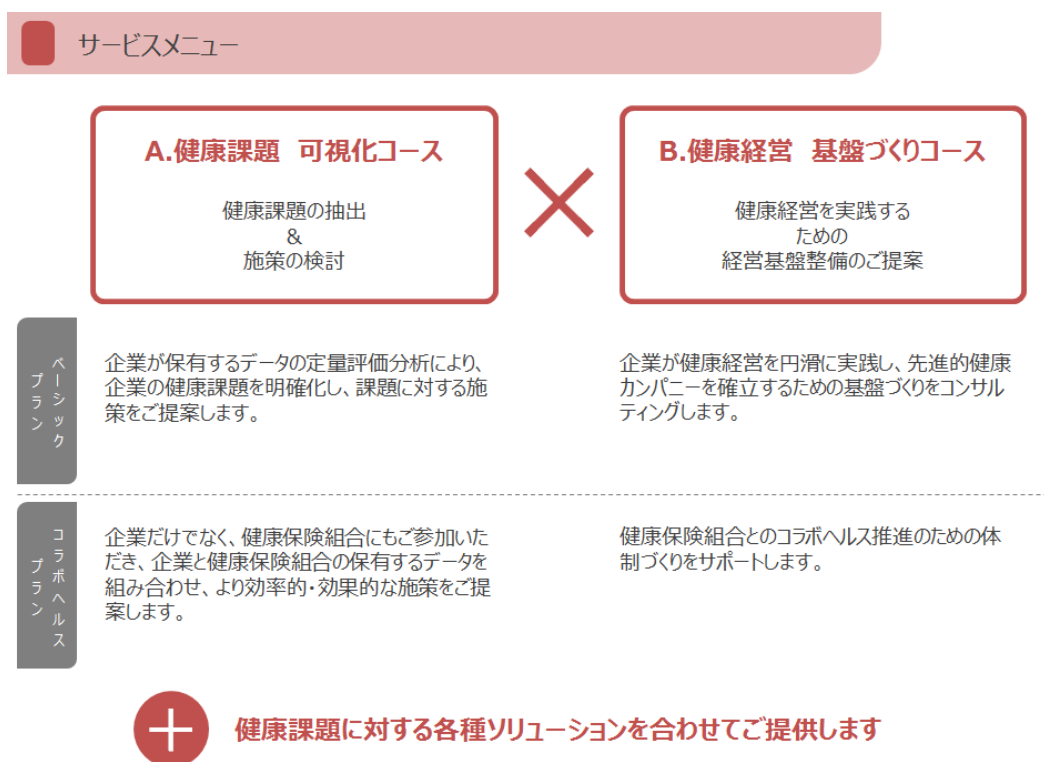 サービスメニュー
A.健康課題　可視化コース
健康課題の抽出
&
施策の検討
×
B.健康経営　基盤づくりコース
健康経営を実践する
ための
経営基盤整備のご提案
ベーシック
プラン
企業が保有するデータの定量評価分析により、
企業の健康課題を明確化し、課題に対する施
策をご提案します。
企業が健康経営を円滑に実践し、先進的健康
カンパニーを確立するための基盤づくりをコンサル
ティングします。
コラボヘルス
プラン
企業だけでなく、健康保険組合にもご参加いた
だき、企業と健康保険組合の保有するデータを
組み合わせ、より効率的・効果的な施策をご提
案します。
健康保険組合とのコラボヘルス推進のための体
制づくりをサポートします。
＋
健康課題に対する各種ソリューションを合わせてご提供します